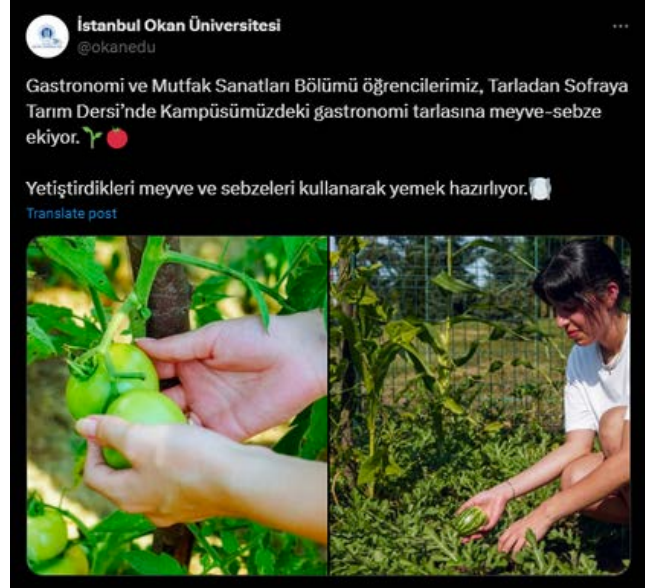 İstanbul Okan Üniversitesi
@okanedu
Gastronomi ve Mutfak Sanatları Bölümü öğrencilerimiz, Tarladan Sofraya
Tarım Dersi’nde Kampüsümüzdeki gastronomi tarlasına meyve-sebze
ekiyor.🌱🍅
Yetiştirdikleri meyve ve sebzeleri kullanarak yemek hazırlıyor.🍽️
Translate post